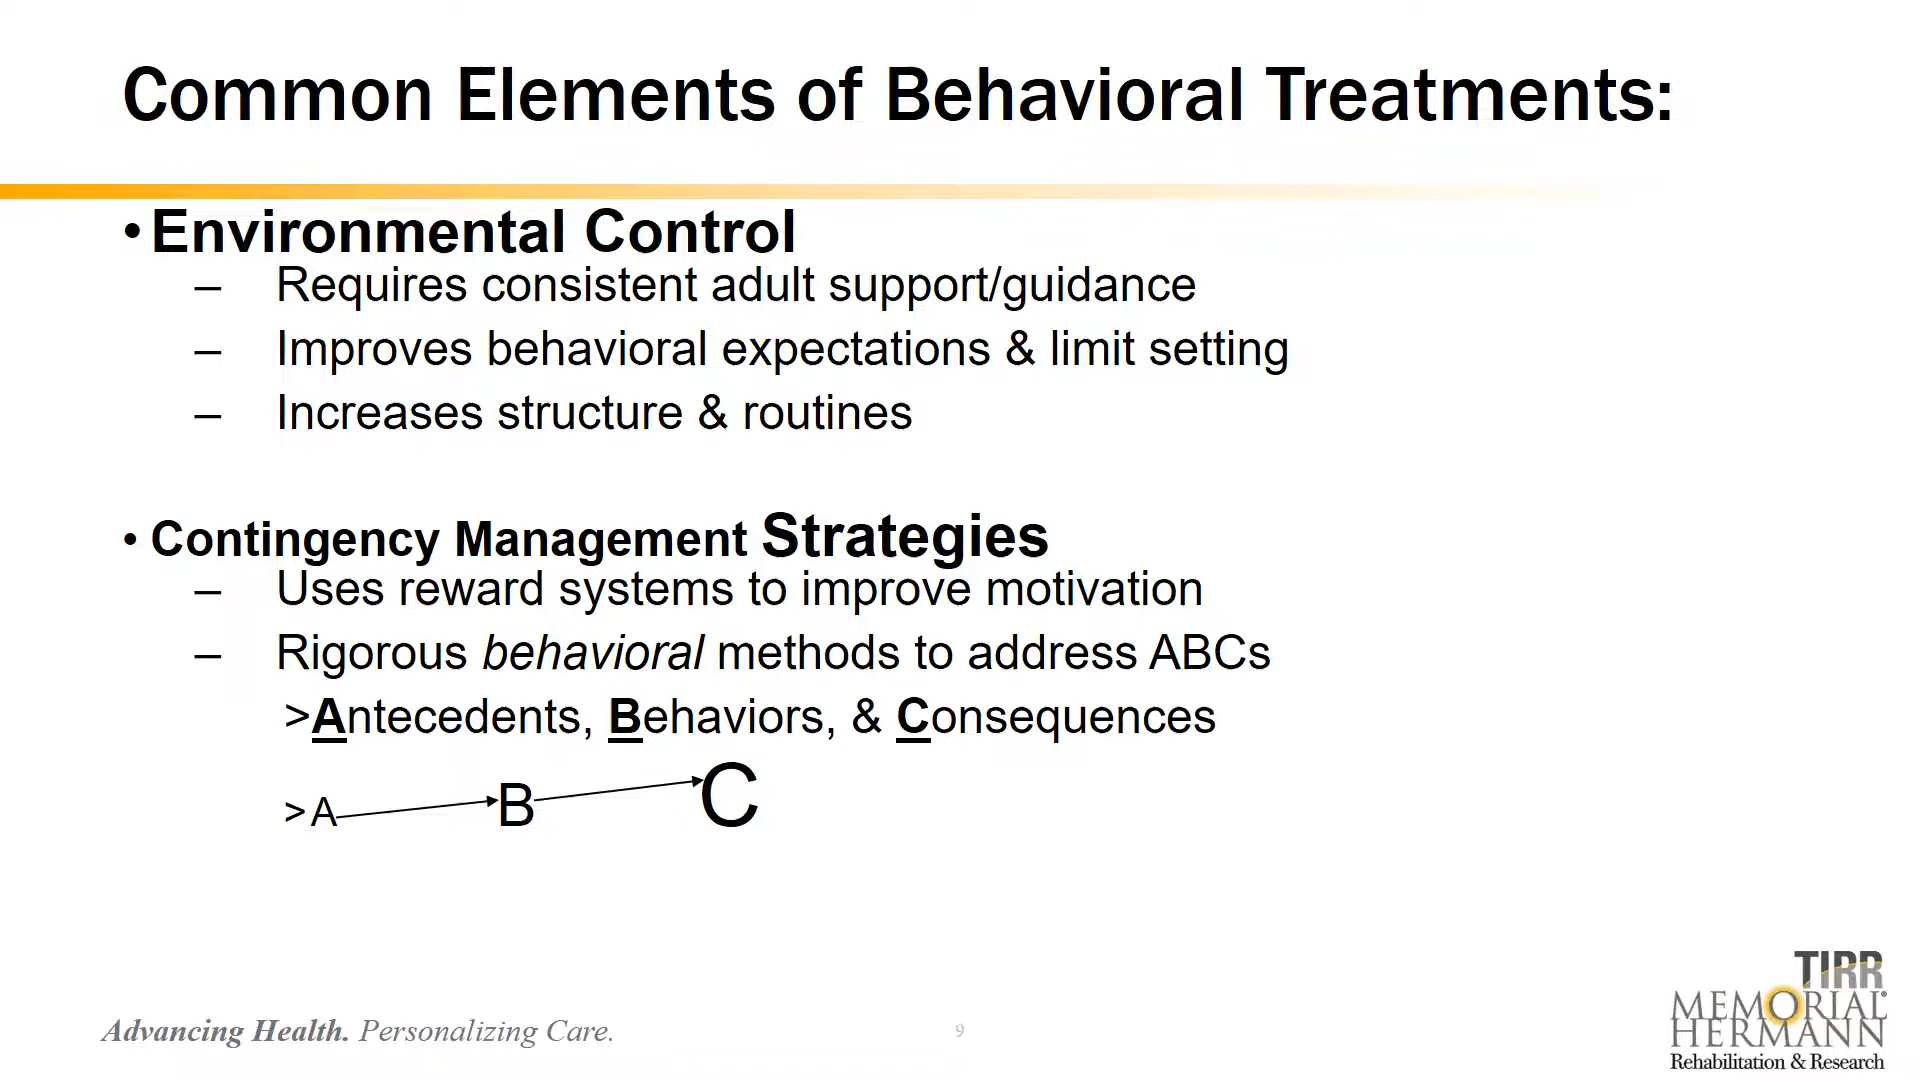 Common Elements of Behavioral Treatments:
• Environmental Control
– Requires consistent adult support/guidance
– Improves behavioral expectations & limit setting
– Increases structure & routines
• Contingency Management Strategies
– Uses reward systems to improve motivation
– Rigorous behavioral methods to address ABCs
>Antecedents, Behaviors, & Consequences
>A B C
Advancing Health. Personalizing Care.
9
TIRR
MEMORIAL®
HERMANN
Rehabilitation & Research